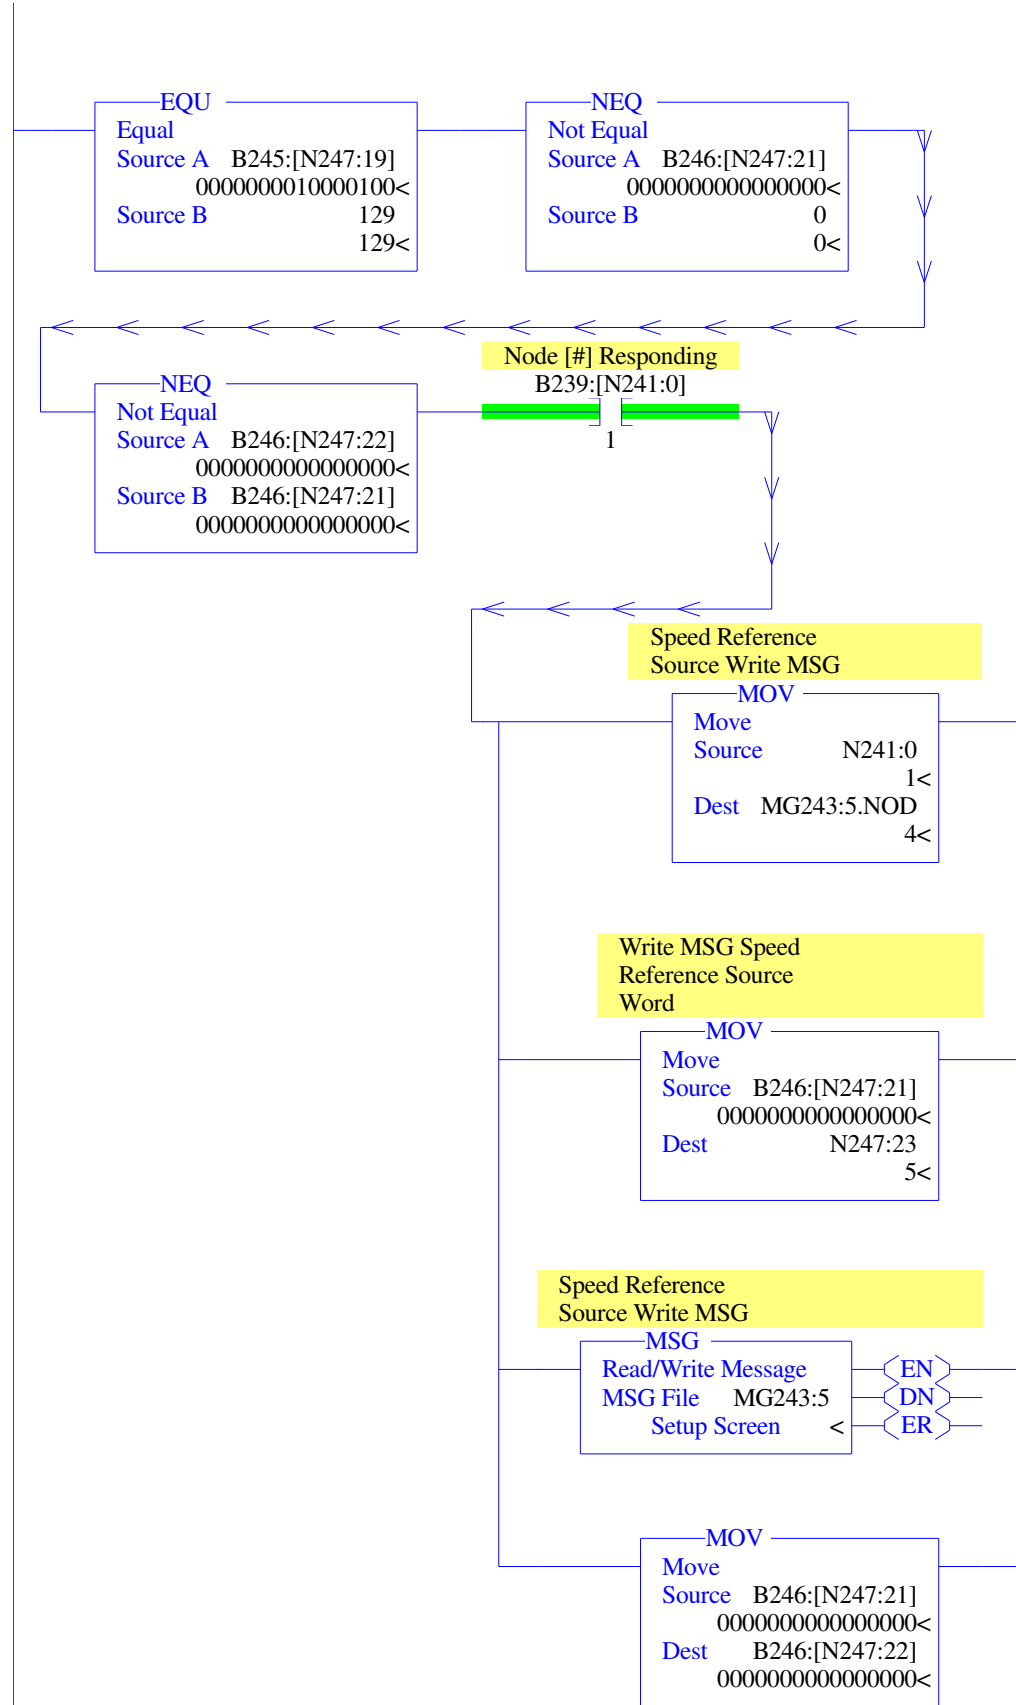 EQU
Equal
Source A B245:[N247:19]
0000000010000100<
Source B 129
129<
NEQ
Not Equal
Source A B246:[N247:21]
0000000000000000<
Source B 0
0<
NEQ
Not Equal
Source A B246:[N247:22]
0000000000000000<
Source B B246:[N247:21]
0000000000000000<
Node [#] Responding
B239:[N241:0]
1
Speed Reference
Source Write MSG
MOV
Move
Source N241:0
1<
Dest MG243:5.NOD
4<
Write MSG Speed
Reference Source
Word
MOV
Move
Source B246:[N247:21]
0000000000000000<
Dest N247:23
5<
Speed Reference
Source Write MSG
MSG
Read/Write Message
MSG File MG243:5
Setup Screen <
EN
DN
ER
MOV
Move
Source B246:[N247:21]
0000000000000000<
Dest B246:[N247:22]
0000000000000000<